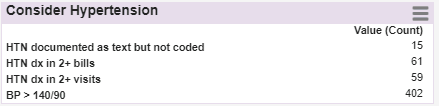 Consider Hypertension
Value (Count)
HTN documented as text but not coded 15
HTN dx in 2+ bills 61
HTN dx in 2+ visits 59
BP > 140/90 402